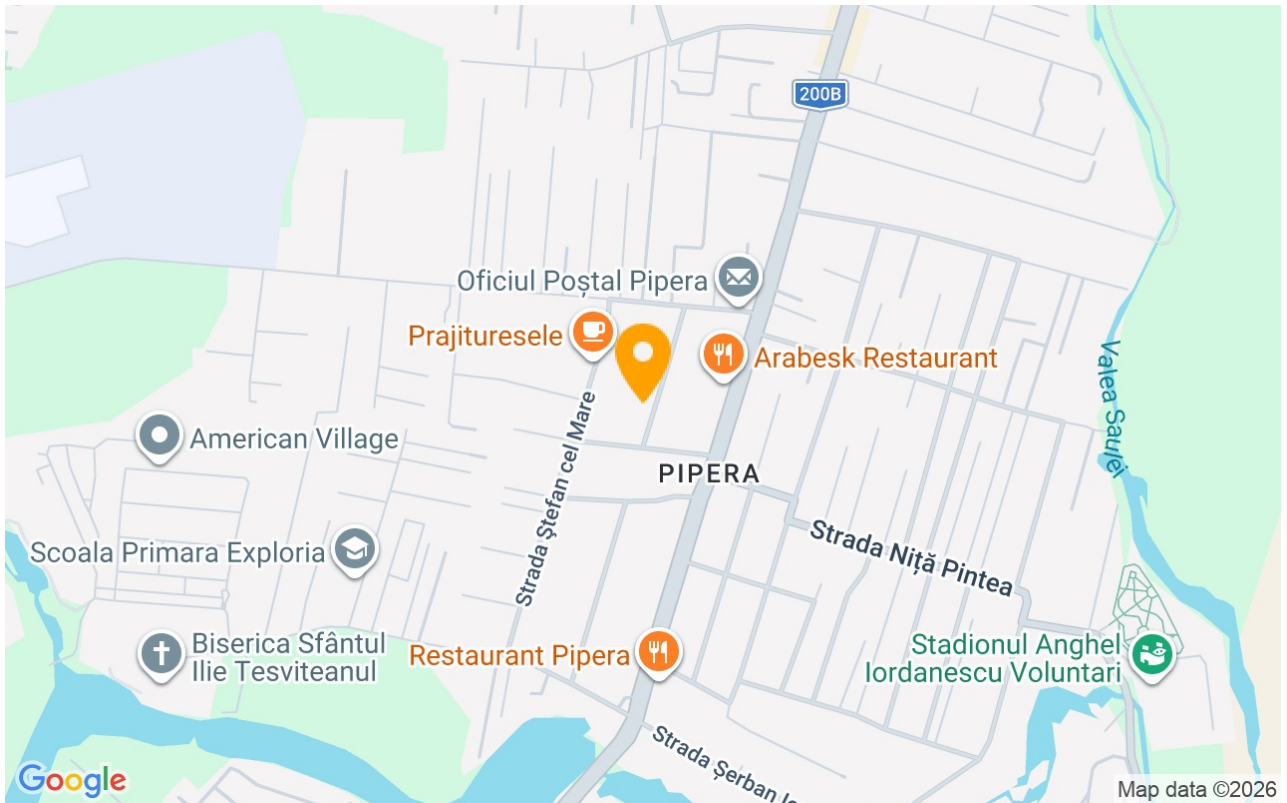 200B
Oficiul Poștal Pipera
Prajituresele
Arabesk Restaurant
Valea Saulei
American Village
Strada Ștefan cel Mare
PIPERA
Scoala Primara Exploria
Strada Niță Pintea
Biserica Sfântul
Ilie Tesviteanul
Restaurant Pipera
Stadionul Anghel
Iordanescu Voluntari
Strada Șerban
Google
Map data ©2026